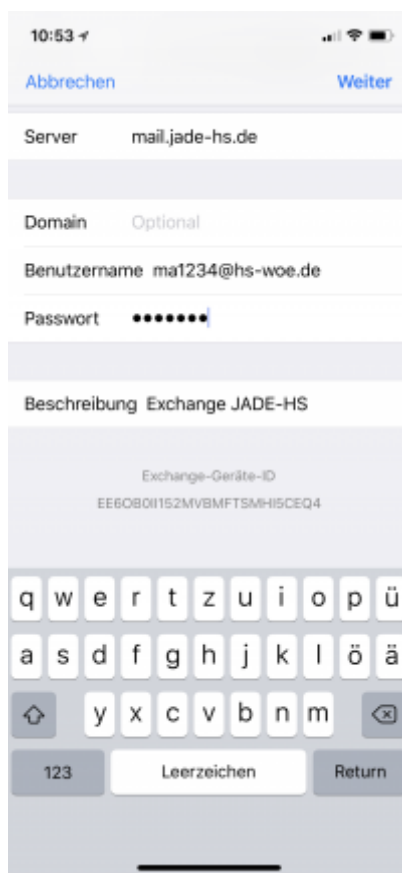 10:53
Abbrechen Weiter
Server mail.jade-hs.de
Domain Optional
Benutzername ma1234@hs-woe.de
Passwort •••••••
Beschreibung Exchange JADE-HS
Exchange-Geräte-ID
q w e r t z u i o p ü
a s d f g h j k l ö ä
y x c v b n m
123 Leerzeichen Return